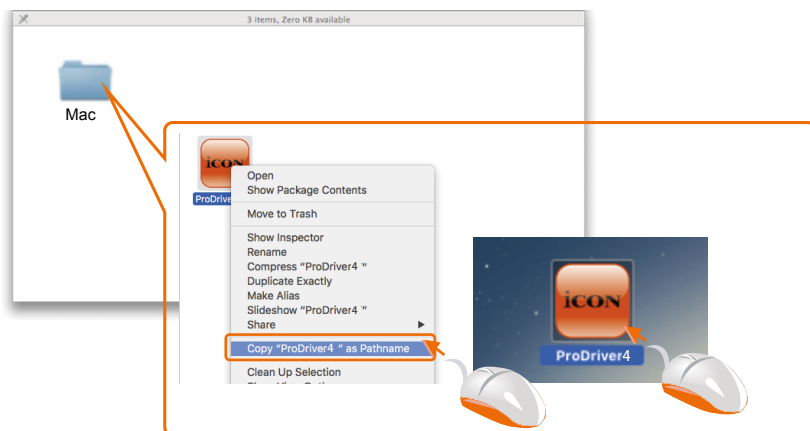 3 items, Zero KB available
Mac
iCON
ProDrive
Open
Show Package Contents
Move to Trash
Show Inspector
Rename
Compress "ProDriver4 "
Duplicate Exactly
Make Alias
Slideshow "ProDriver4 "
Share
Copy "ProDriver4 " as Pathname
Clean Up Selection
iCON
ProDriver4